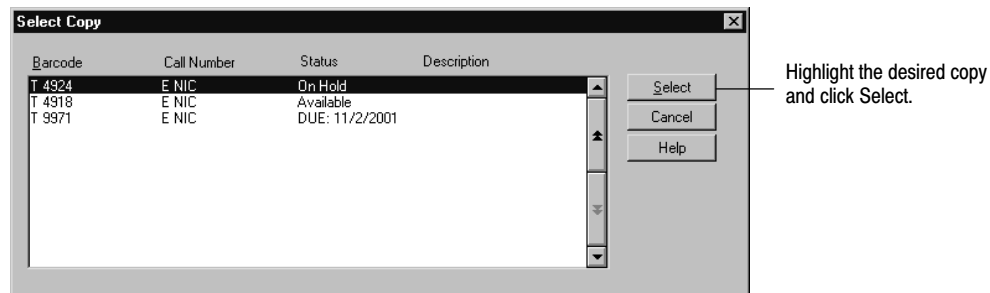 Select Copy
Barcode Call Number Status Description
T 4924 E NIC On Hold
T 4918 E NIC Available
T 9971 E NIC DUE: 11/2/2001
Select
Cancel
Help
Highlight the desired copy
and click Select.